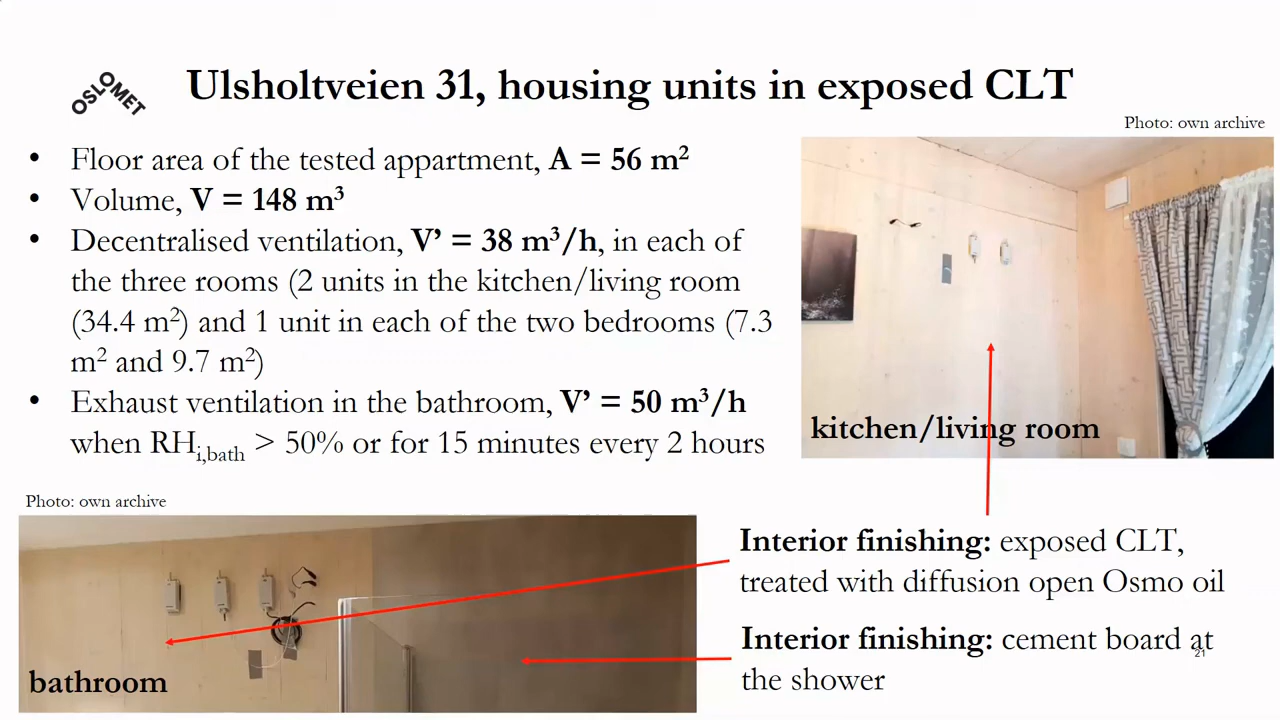 OSLOMET
Ulsholtveien 31, housing units in exposed CLT
Photo: own archive
• Floor area of the tested appartment, A = 56 m²
• Volume, V = 148 m³
• Decentralised ventilation, V’ = 38 m³/h, in each of
the three rooms (2 units in the kitchen/living room
(34.4 m²) and 1 unit in each of the two bedrooms (7.3
m² and 9.7 m²)
• Exhaust ventilation in the bathroom, V’ = 50 m³/h
when RHi,bath > 50% or for 15 minutes every 2 hours
kitchen/living room
Photo: own archive
bathroom
Interior finishing: exposed CLT,
treated with diffusion open Osmo oil
Interior finishing: cement board at
the shower
21